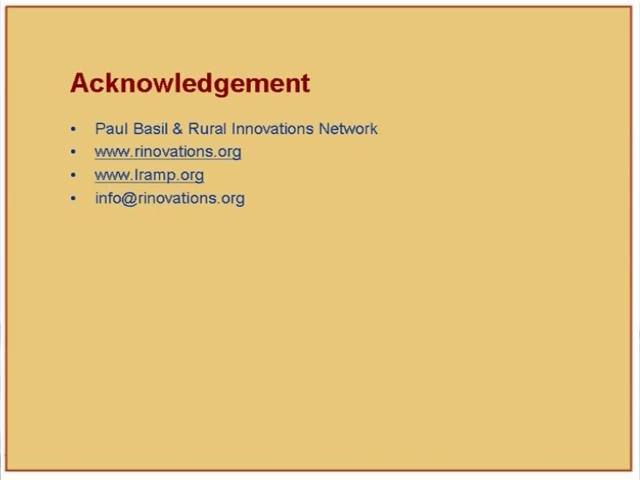 Acknowledgement
• Paul Basil & Rural Innovations Network
• www.rinovations.org
• www.lramp.org
• info@rinovations.org